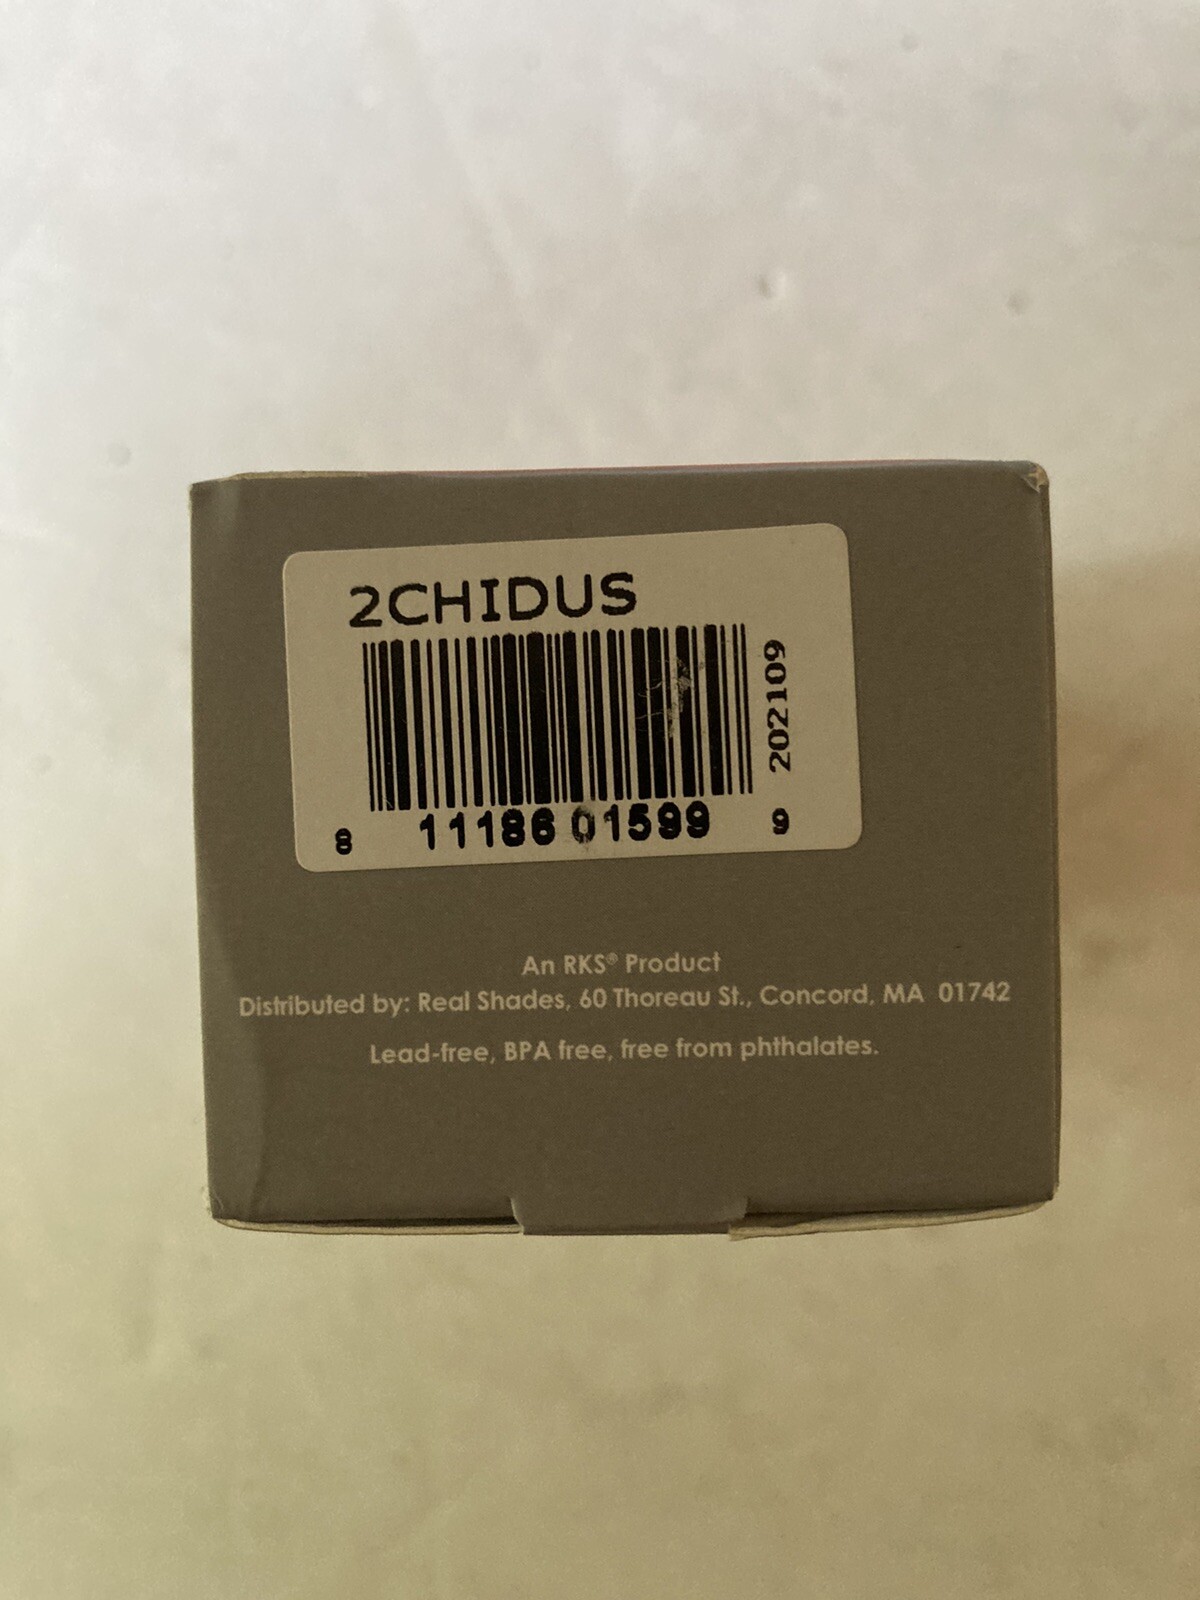 2CHIDUS
202109
8 11186 01599 9
An RKS® Product
Distributed by: Real Shades, 60 Thoreau St., Concord, MA 01742
Lead-free, BPA free, free from phthalates.